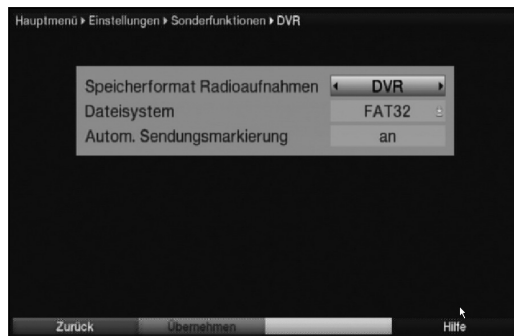 Hauptmenü ▸ Einstellungen ▸ Sonderfunktionen ▸ DVR
Speicherformat Radioaufnahmen DVR
Dateisystem FAT32
Autom. Sendungsmarkierung an
Zurück Übernehmen Hilfe